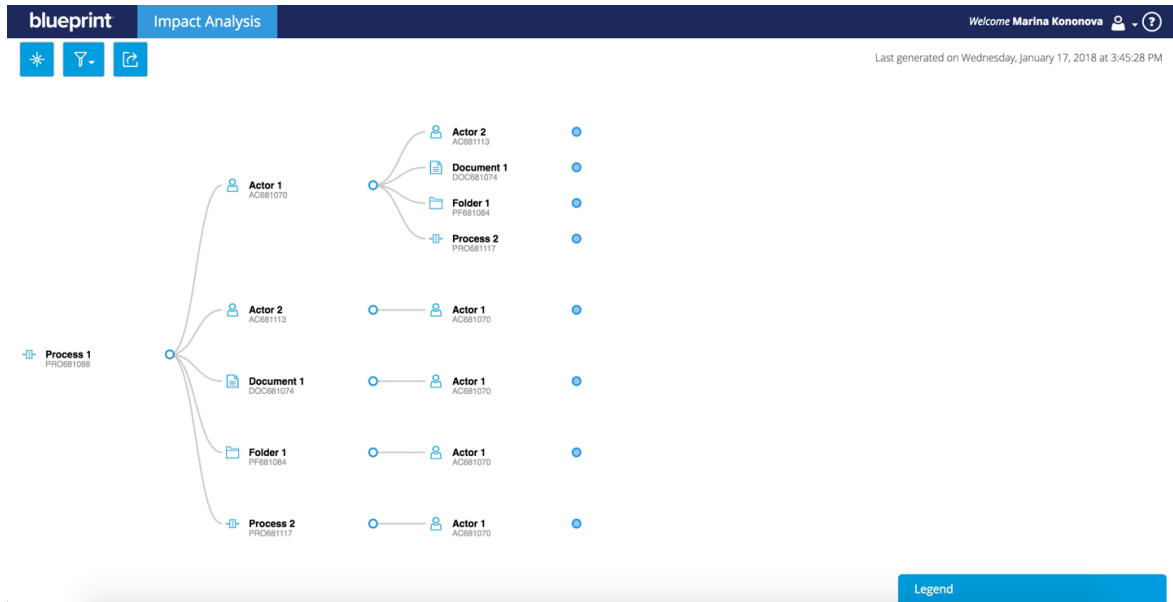 blueprint
Impact Analysis
Welcome Marina Kononova
?
Last generated on Wednesday, January 17, 2018 at 3:45:28 PM
Actor 2
AC681113
Document 1
DOC681074
Actor 1
AC681070
Folder 1
PF681084
Process 2
PRO681117
Actor 2
AC681113
Actor 1
AC681070
Process 1
PRO681088
Document 1
DOC681074
Actor 1
AC681070
Folder 1
PF681084
Actor 1
AC681070
Process 2
PRO681117
Actor 1
AC681070
Legend